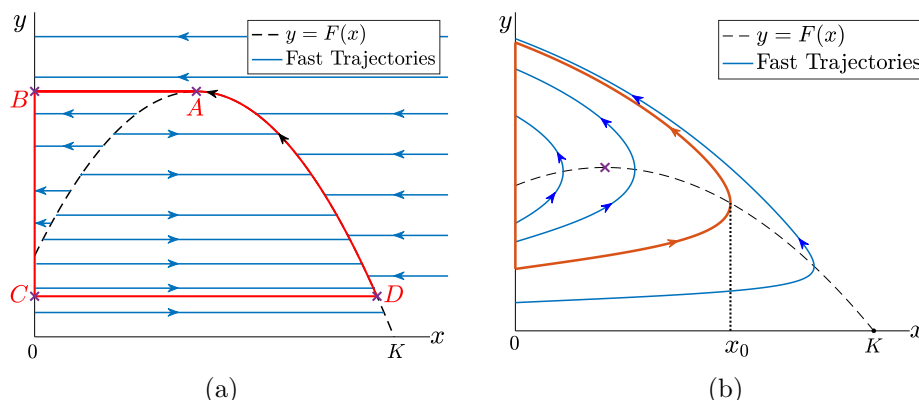 y
y = F(x)
Fast Trajectories
B
A
C
D
0
K
x
(a)
y
y = F(x)
Fast Trajectories
0
x₀
K
x
(b)